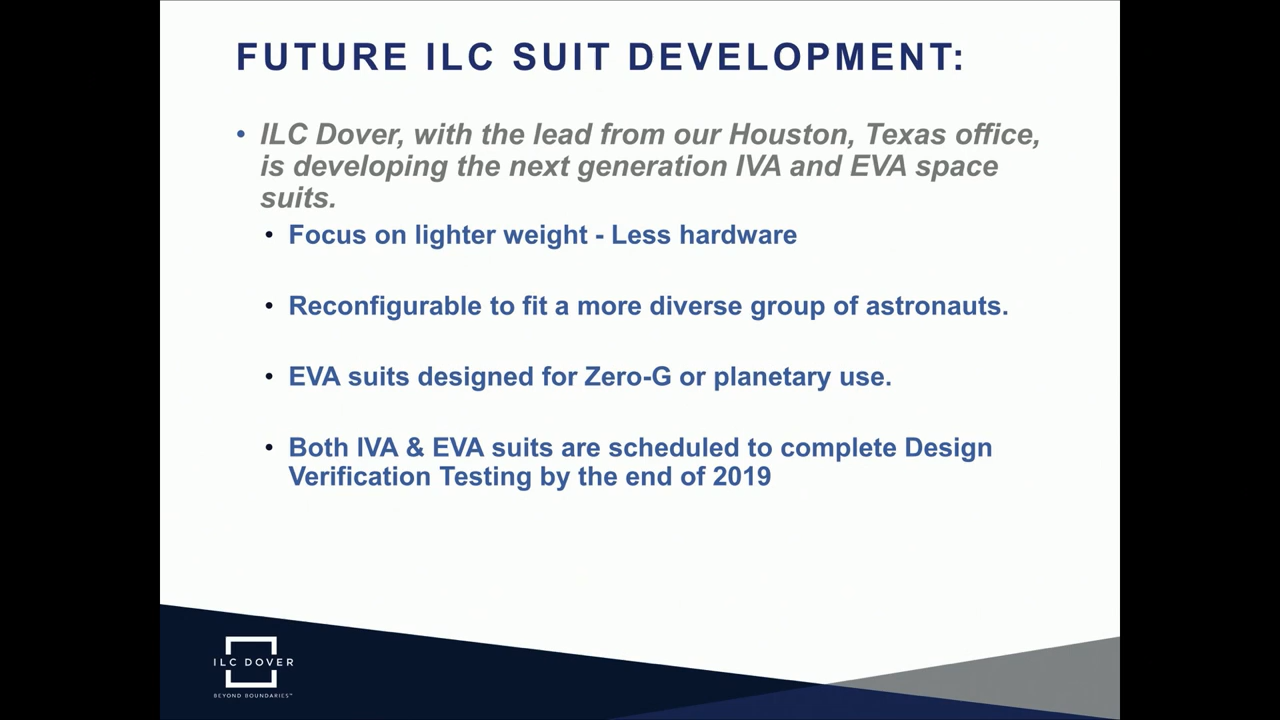 FUTURE ILC SUIT DEVELOPMENT:
• ILC Dover, with the lead from our Houston, Texas office,
is developing the next generation IVA and EVA space
suits.
• Focus on lighter weight - Less hardware
• Reconfigurable to fit a more diverse group of astronauts.
• EVA suits designed for Zero-G or planetary use.
• Both IVA & EVA suits are scheduled to complete Design
Verification Testing by the end of 2019
ILC DOVER
BEYOND BOUNDARIES™